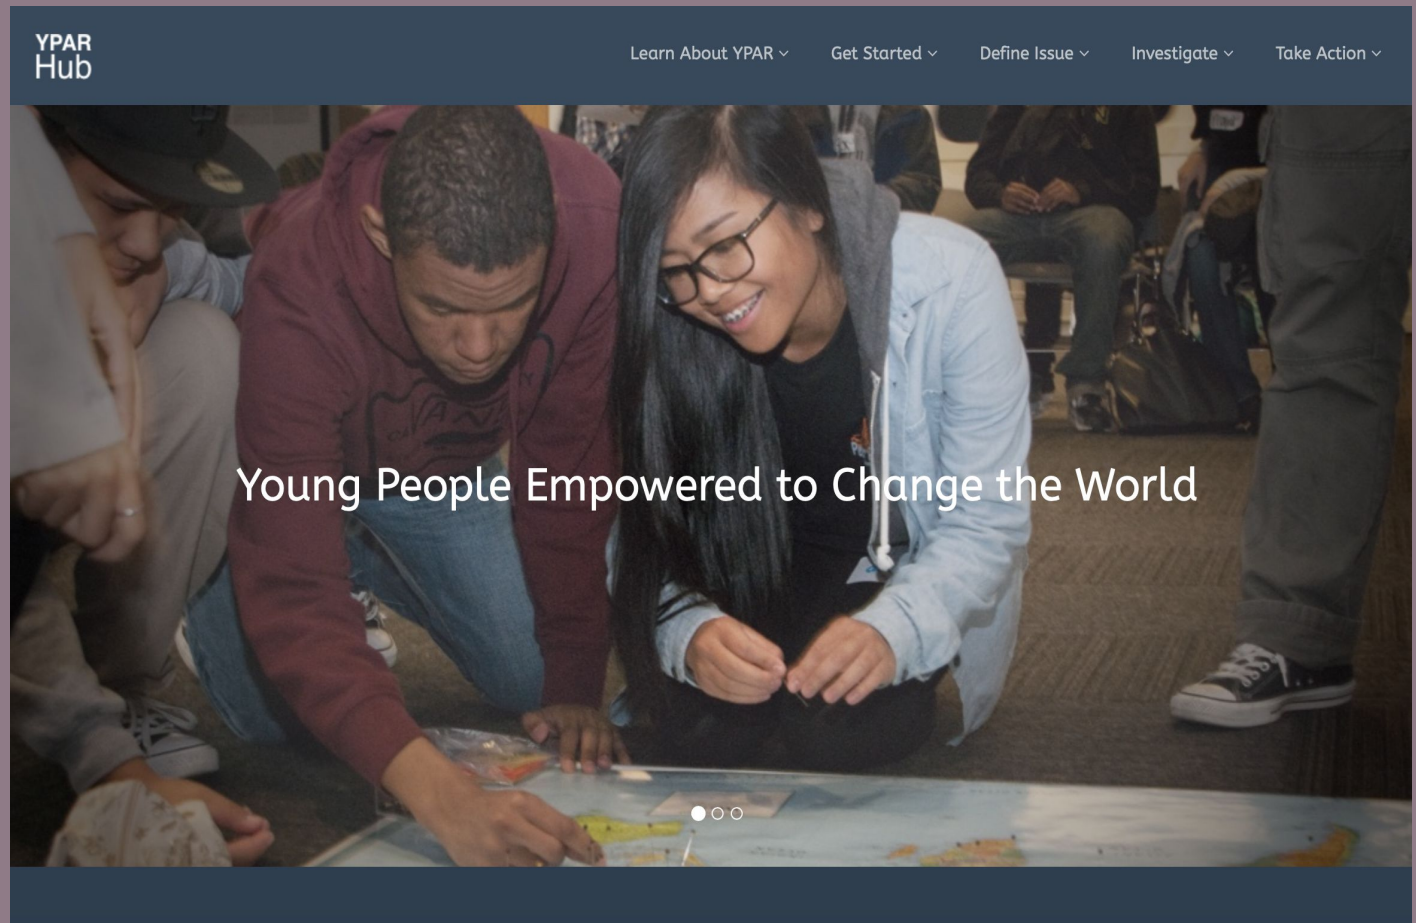 YPAR
Hub
Learn About YPAR
Get Started
Define Issue
Investigate
Take Action
Young People Empowered to Change the World